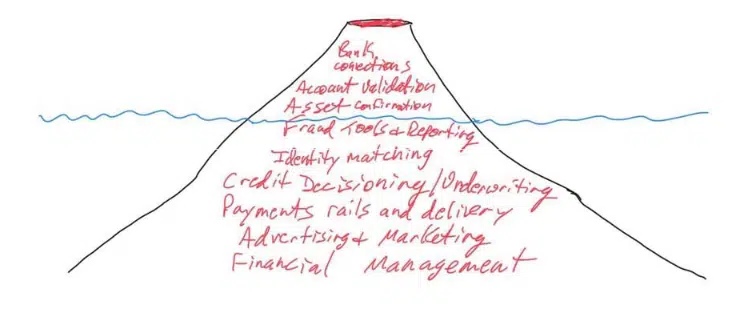 Bank
connections
Account Validation
Asset confirmation
Fraud Tools & Reporting
Identity matching
Credit Decisioning/Underwriting
Payments rails and delivery
Advertising & Marketing
Financial Management